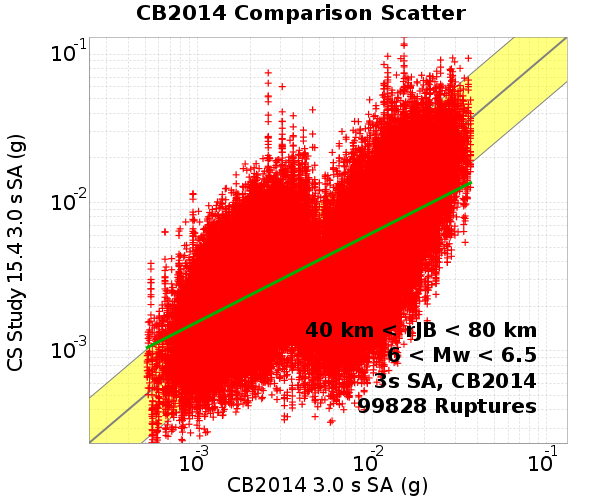 CB2014 Comparison Scatter
CS Study 15.4 3.0 s SA (g)
10-1
10-2
10-3
40 km < rJB < 80 km
6 < Mw < 6.5
3s SA, CB2014
99828 Ruptures
10-3 10-2 10-1
CB2014 3.0 s SA (g)